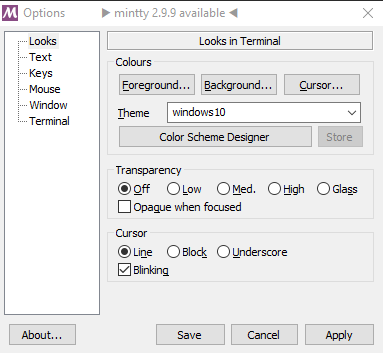 M Options ▶ mintty 2.9.9 available ◀
Looks
Text
Keys
Mouse
Window
Terminal
Looks in Terminal
Colours
Foreground... Background... Cursor...
Theme windows10
Color Scheme Designer Store
Transparency
Off Low Med. High Glass
Opaque when focused
Cursor
Line Block Underscore
Blinking
About... Save Cancel Apply